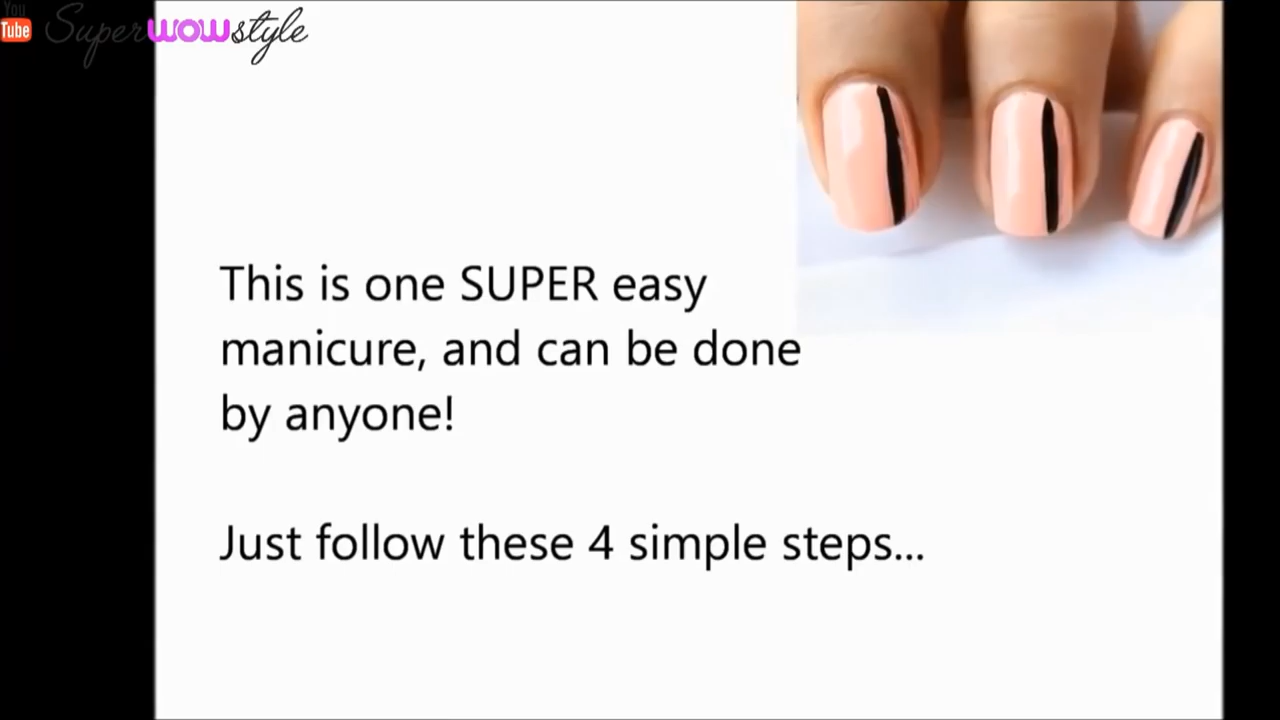 You
Tube
SuperWOWstyle
This is one SUPER easy
manicure, and can be done
by anyone!
Just follow these 4 simple steps...